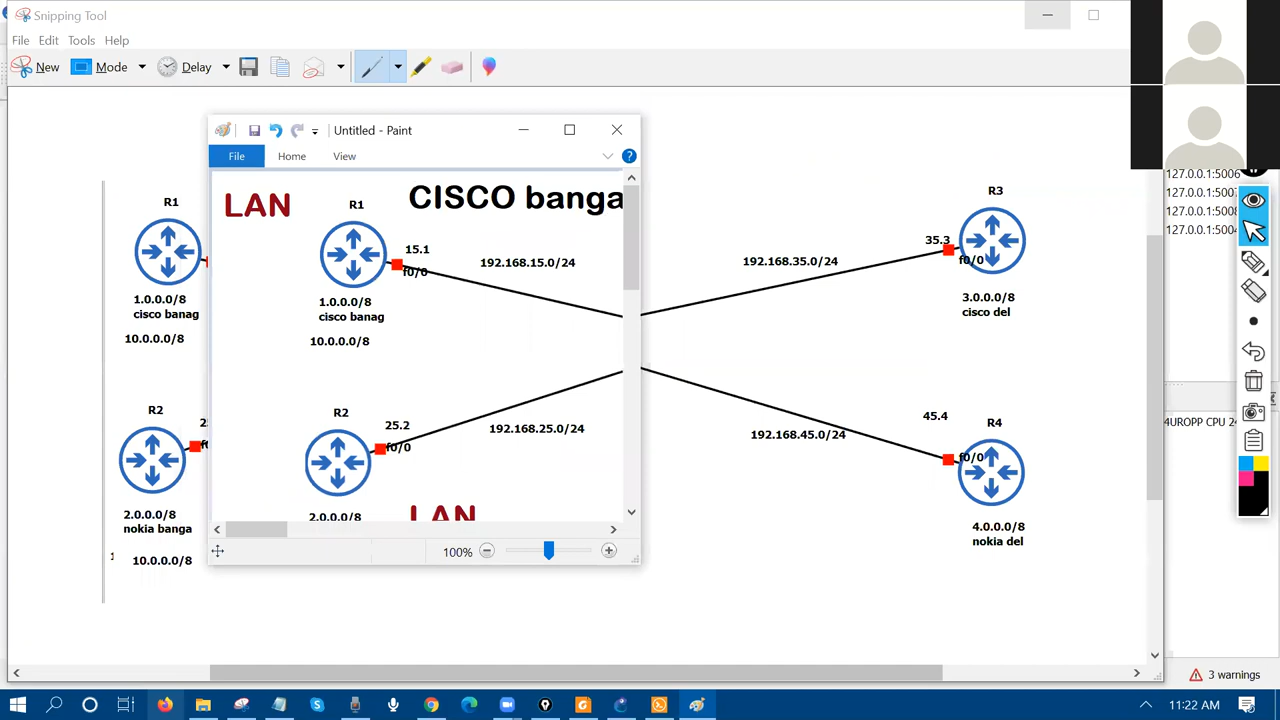 Snipping Tool
File Edit Tools Help
New Mode Delay
Untitled - Paint
File Home View
LAN
CISCO banga
R1
R1
R3
15.1
f0/0
192.168.15.0/24
192.168.35.0/24
35.3
f0/0
1.0.0.0/8
cisco banag
10.0.0.0/8
1.0.0.0/8
cisco banag
10.0.0.0/8
3.0.0.0/8
cisco del
R2
R2
R4
25.2
f0/0
192.168.25.0/24
192.168.45.0/24
45.4
f0/0
2.0.0.0/8
nokia banga
10.0.0.0/8
2.0.0.0/8
LAN
4.0.0.0/8
nokia del
100%
127.0.0.1:5006
127.0.0.1:5007
127.0.0.1:5008
127.0.0.1:5004
4UROPP CPU 24
3 warnings
11:22 AM